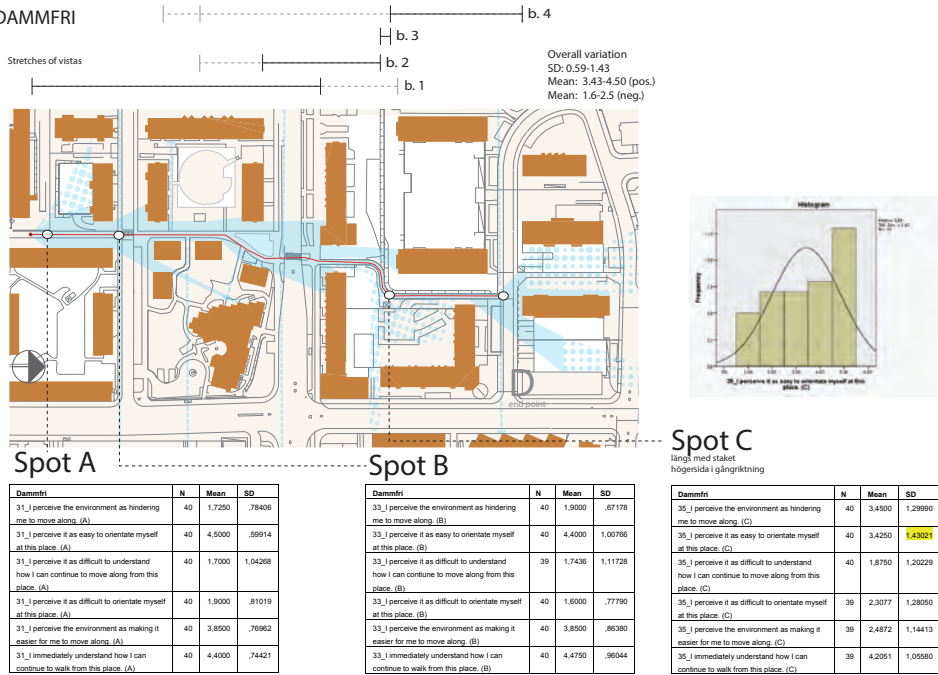 DAMMFRI
b. 4
b. 3
Stretches of vistas
b. 2
b. 1
Overall variation
SD: 0.59-1.43
Mean: 3.43-4.50 (pos.)
Mean: 1.6-2.5 (neg.)
D
end point
Histogram
Frequency
35_I perceive it as easy to orientate myself at this
place. (C)
Spot A
Dammfri N Mean SD
31_I perceive the environment as hindering
me to move along. (A) 40 1,7250 ,78406
31_I perceive it as easy to orientate myself
at this place. (A) 40 4,5000 ,59914
31_I perceive it as difficult to understand
how I can continue to move along from this
place. (A) 40 1,7000 1,04268
31_I perceive it as difficult to orientate myself
at this place. (A) 40 1,9000 ,81019
31_I perceive the environment as making it
easier for me to move along. (A) 40 3,8500 ,76962
31_I immediately understand how I can
continue to walk from this place. (A) 40 4,4000 ,74421
Spot B
Dammfri N Mean SD
33_I perceive the environment as hindering
me to move along. (B) 40 1,9000 ,67178
33_I perceive it as easy to orientate myself
at this place. (B) 40 4,4000 1,00766
33_I perceive it as difficult to understand
how I can contiune to move along from this
place. (B) 39 1,7436 1,11728
33_I perceive it as difficult to orientate myself
at this place. (B) 40 1,6000 ,77790
33_I perceive the environment as making it
easier for me to move along. (B) 40 3,8500 ,86380
33_I immediately understand how I can
continue to walk from this place. (B) 40 4,4750 ,96044
Spot C
längs med staket
högersida i gångriktning
Dammfri N Mean SD
35_I perceive the environment as hindering
me to move along. (C) 40 3,4500 1,29990
35_I perceive it as easy to orientate myself
at this place. (C) 40 3,4250 1,43021
35_I perceive it as difficult to understand
how I can continue to move along from this
place. (C) 40 1,8750 1,20229
35_I perceive it as difficult to orientate myself
at this place. (C) 39 2,3077 1,28050
35_I perceive the environment as making it
easier for me to move along. (C) 39 2,4872 1,14413
35_I immediately understand how I can
continue to walk from this place. (C) 39 4,2051 1,05580